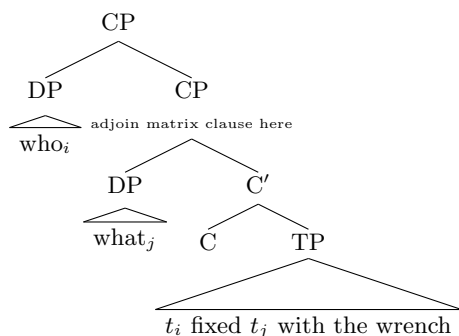 CP
DP CP
who_i adjoin matrix clause here
DP C′
what_j C TP
t_i fixed t_j with the wrench